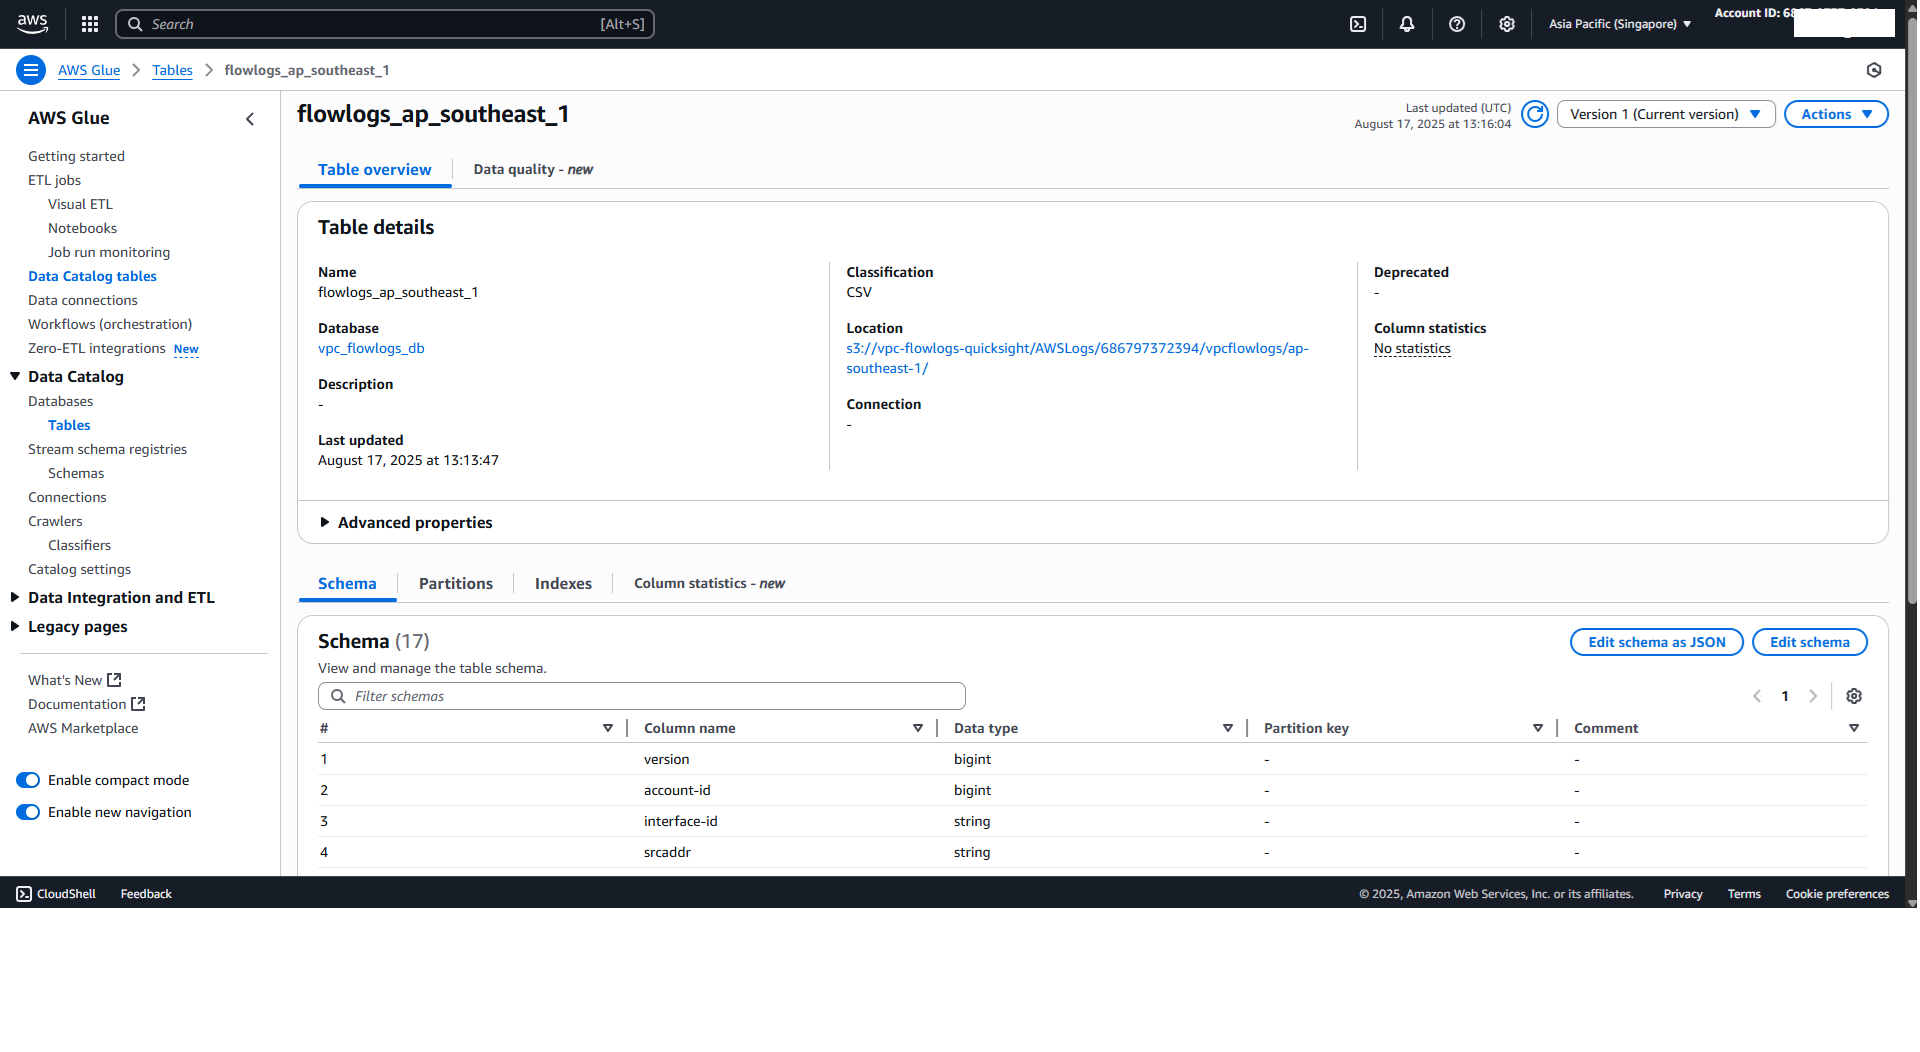 aws
Search [Alt+S]
Asia Pacific (Singapore)
Account ID:
AWS Glue
Tables
flowlogs_ap_southeast_1
AWS Glue
Getting started
ETL jobs
Visual ETL
Notebooks
Job run monitoring
Data Catalog tables
Data connections
Workflows (orchestration)
Zero-ETL integrations New
Data Catalog
Databases
Tables
Stream schema registries
Schemas
Connections
Crawlers
Classifiers
Catalog settings
Data Integration and ETL
Legacy pages
What's New
Documentation
AWS Marketplace
Enable compact mode
Enable new navigation
flowlogs_ap_southeast_1
Last updated (UTC)
August 17, 2025 at 13:16:04
Version 1 (Current version)
Actions
Table overview
Data quality - new
Table details
Name
flowlogs_ap_southeast_1
Database
vpc_flowlogs_db
Description
-
Last updated
August 17, 2025 at 13:13:47
Classification
CSV
Location
s3://vpc-flowlogs-quicksight/AWSLogs/686797372394/vpcflowlogs/ap-
southeast-1/
Connection
-
Deprecated
-
Column statistics
No statistics
Advanced properties
Schema
Partitions
Indexes
Column statistics - new
Schema (17)
View and manage the table schema.
Edit schema as JSON
Edit schema
Filter schemas
1
# Column name Data type Partition key Comment
1 version bigint - -
2 account-id bigint - -
3 interface-id string - -
4 srcaddr string - -
CloudShell Feedback
© 2025, Amazon Web Services, Inc. or its affiliates. Privacy Terms Cookie preferences